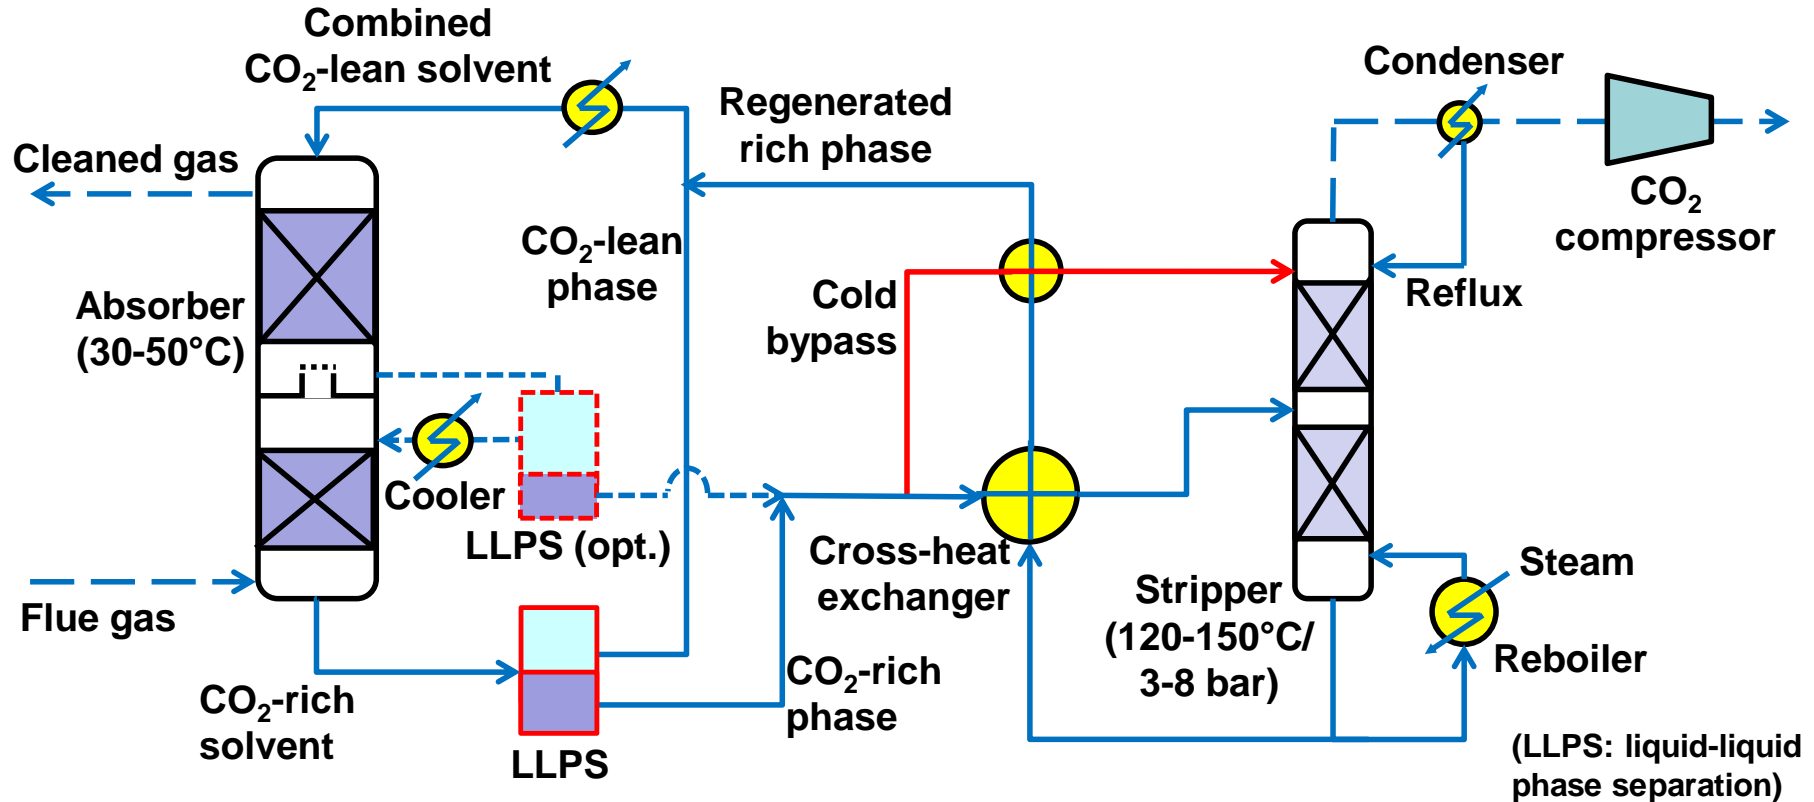 Combined
CO₂-lean solvent
Condenser
Regenerated
rich phase
Cleaned gas
CO₂
compressor
CO₂-lean
phase
Absorber
(30-50°C)
Cold
bypass
Reflux
Cooler
LLPS (opt.)
Cross-heat
exchanger
Flue gas
Stripper
(120-150°C/
3-8 bar)
Steam
Reboiler
CO₂-rich
solvent
CO₂-rich
phase
LLPS
(LLPS: liquid-liquid
phase separation)